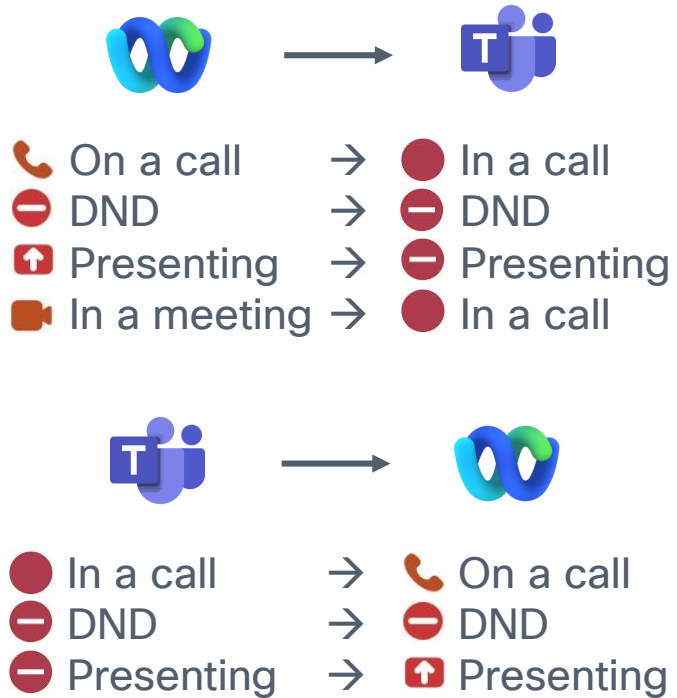 T
On a call → In a call
DND → DND
Presenting → Presenting
In a meeting → In a call
T
In a call → On a call
DND → DND
Presenting → Presenting